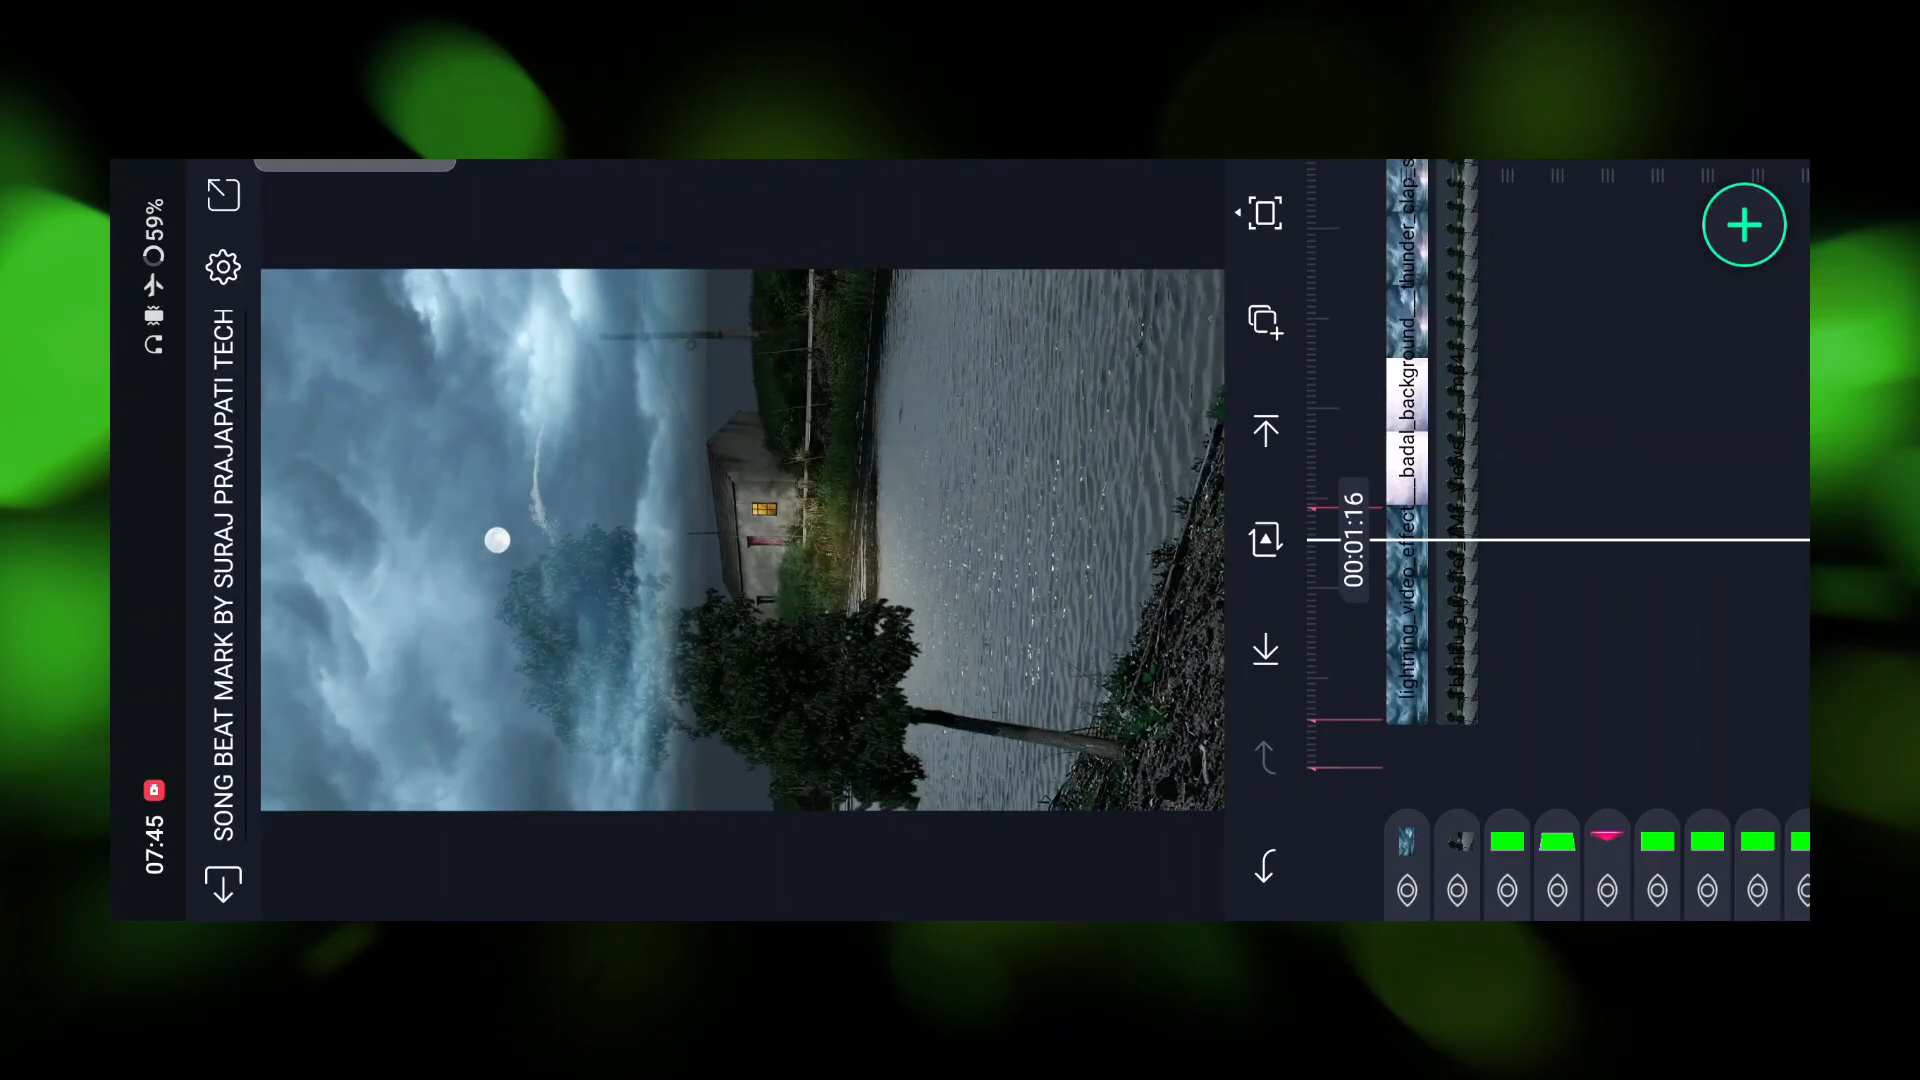 07:45
59%
SONG BEAT MARK BY SURAJ PRAJAPATI TECH
00:01:16
lightning_video_effect__badal_background__thunder_clap_s